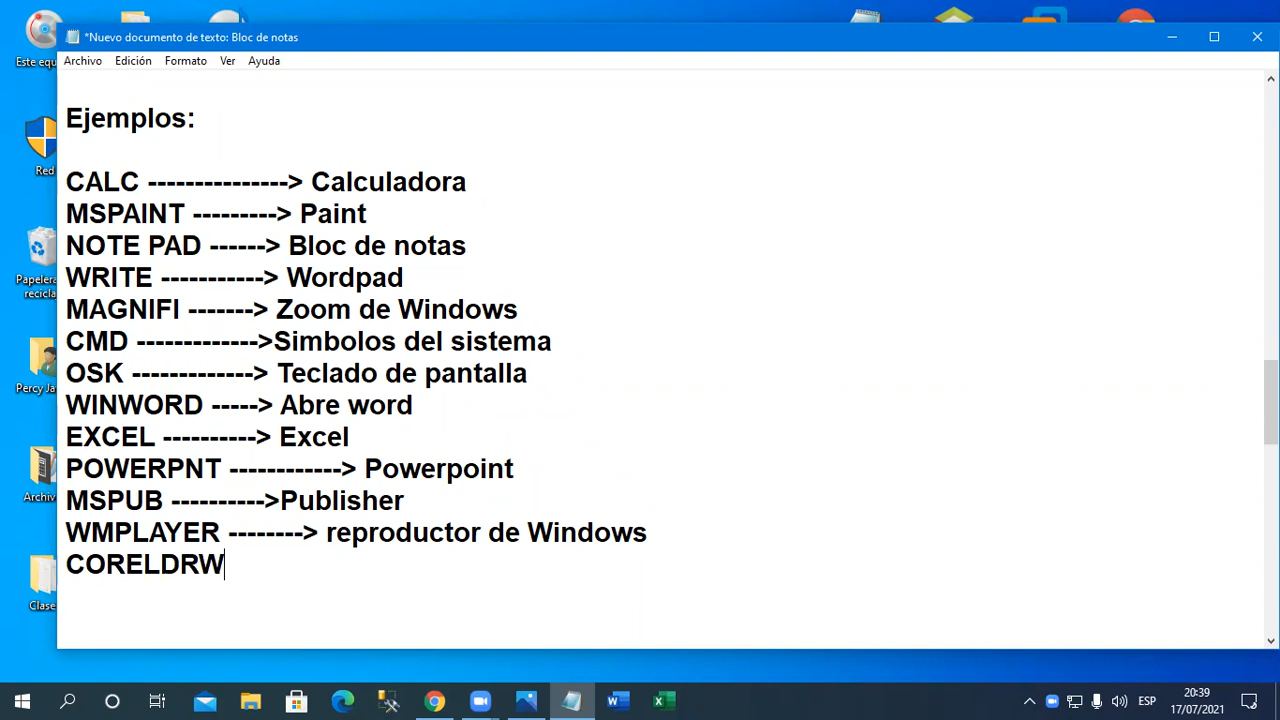 *Nuevo documento de texto: Bloc de notas
Archivo Edición Formato Ver Ayuda
Este equ
Red
Papelera
recicla
Percy Ja
Archiv
Clase
Ejemplos:
CALC ---------------> Calculadora
MSPAINT ---------> Paint
NOTE PAD ------> Bloc de notas
WRITE -----------> Wordpad
MAGNIFI -------> Zoom de Windows
CMD ------------->Simbolos del sistema
OSK -------------> Teclado de pantalla
WINWORD -----> Abre word
EXCEL ----------> Excel
POWERPNT ------------> Powerpoint
MSPUB ---------->Publisher
WMPLAYER --------> reproductor de Windows
CORELDRW
ESP
20:39
17/07/2021